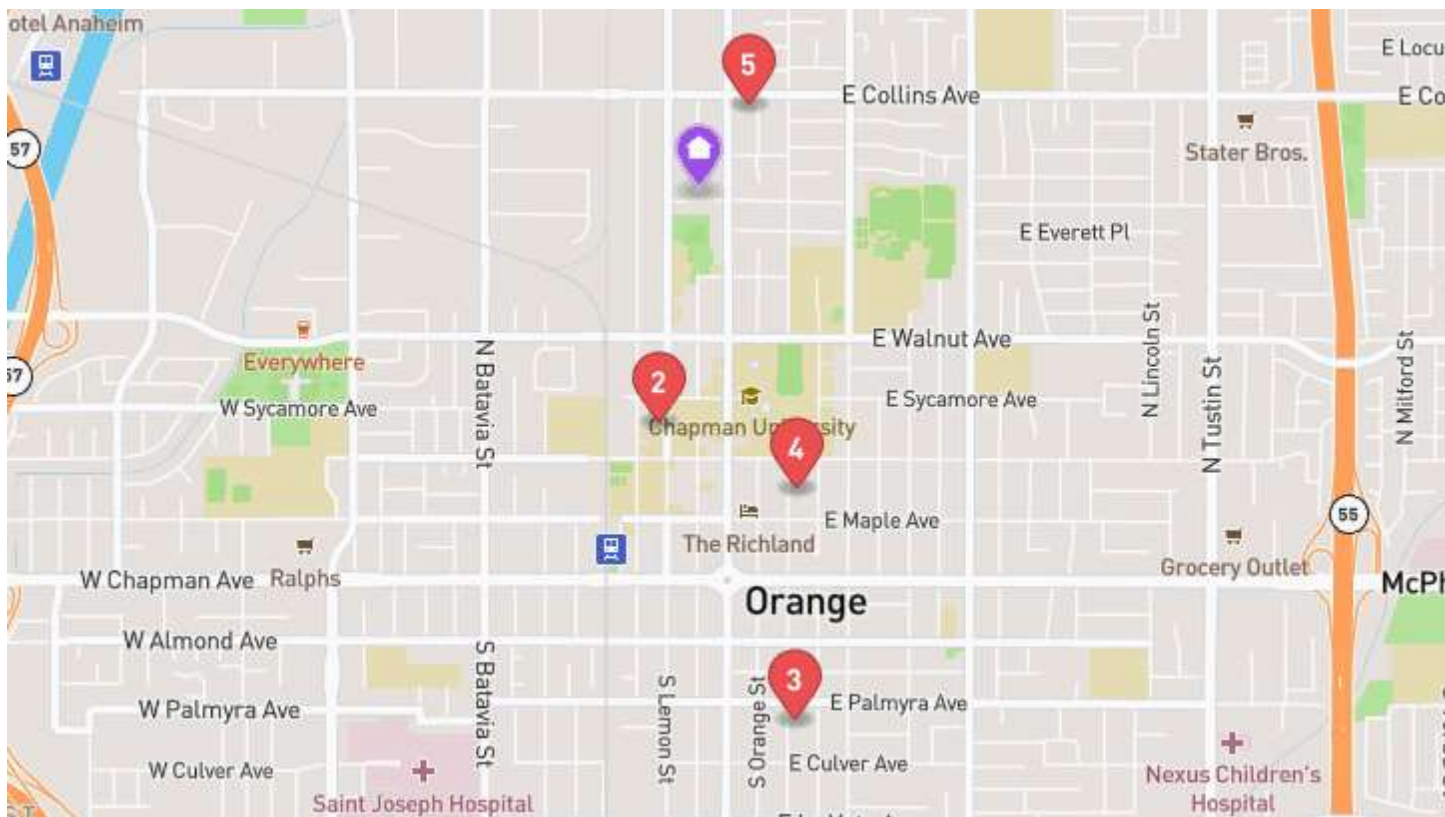 otel Anaheim
5
E Locu
E Collins Ave
E Co
57
Stater Bros.
E Everett Pl
E Walnut Ave
Everywhere
57
2
W Sycamore Ave
N Batavia St
E Sycamore Ave
N Lincoln St
N Tustin St
N Milford St
Chapman University
4
E Maple Ave
55
The Richland
W Chapman Ave
Ralphs
Grocery Outlet
McPh
Orange
W Almond Ave
S Batavia St
3
S Lemon St
S Orange St
E Palmyra Ave
W Palmyra Ave
W Culver Ave
E Culver Ave
Saint Joseph Hospital
Nexus Children's
Hospital